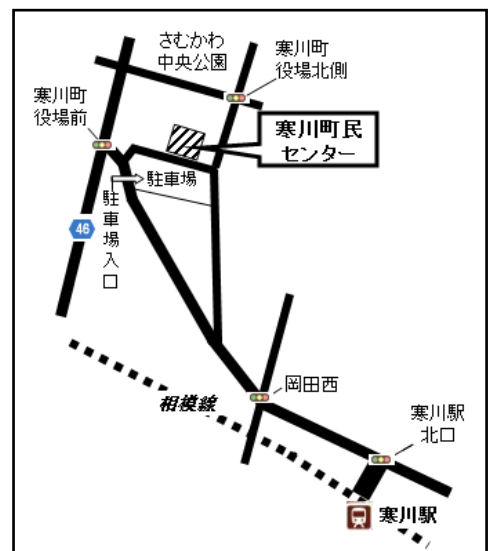 さむかわ
中央公園
寒川町
役場北側
寒川町
役場前
寒川町民
センター
駐車場
駐車場入口
46
岡田西
相模線
寒川駅
北口
寒川駅